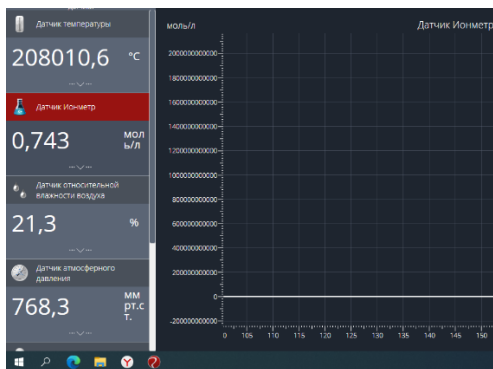 Датчик температуры
208010,6 °C
Датчик Ионметр
0,743 мол
ь/л
Датчик относительной
влажности воздуха
21,3 %
Датчик атмосферного
давления
768,3 мм
рт.с
т.
моль/л
Датчик Ионметр
2000000000000
1800000000000
1600000000000
1400000000000
1200000000000
1000000000000
800000000000
600000000000
400000000000
200000000000
0
-200000000000
0 105 110 115 120 125 130 135 140 145 150